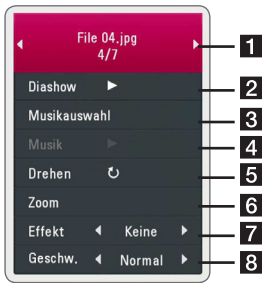 File 04.jpg
4/7
1
Diashow
2
Musikauswahl
3
Musik
4
Drehen
5
Zoom
6
Effekt Keine
7
Geschw. Normal
8